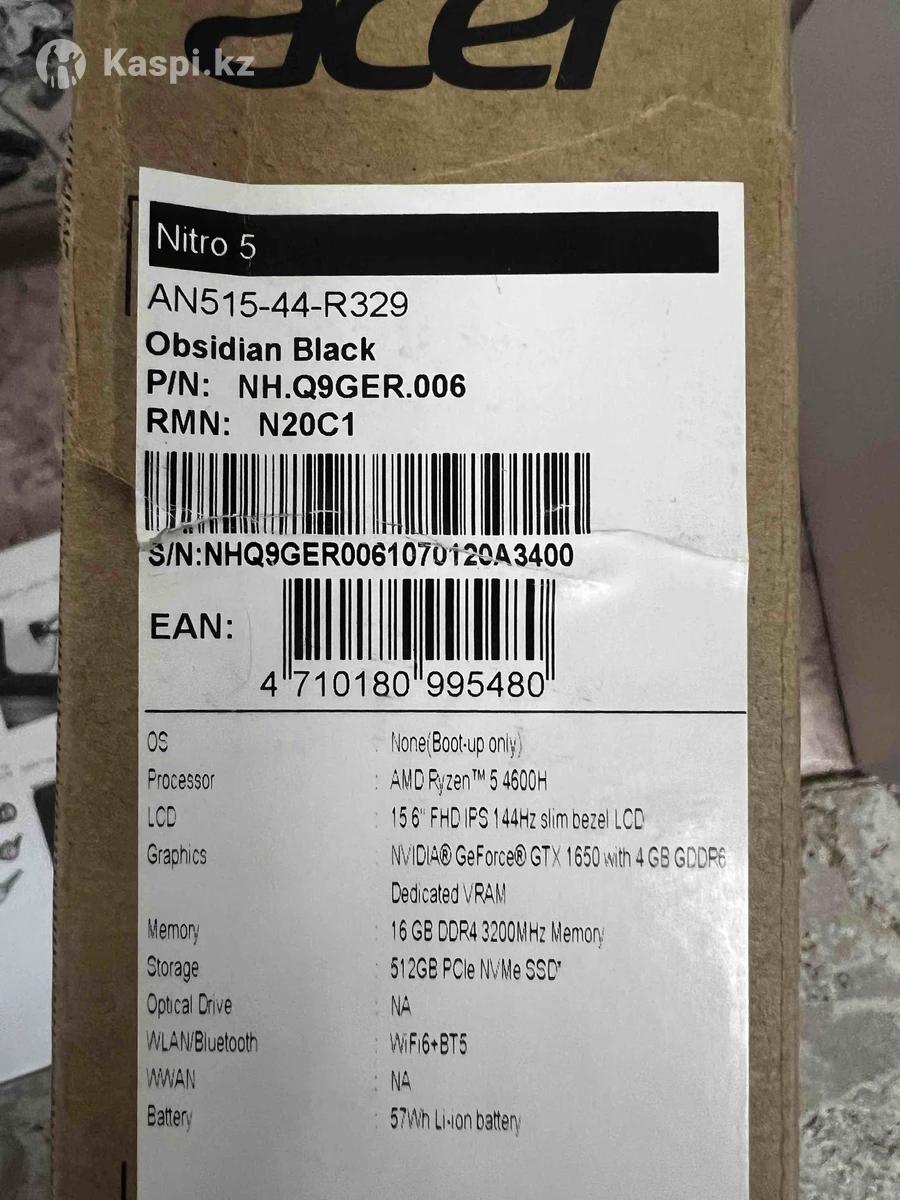 acer
Kaspi.kz
Nitro 5
AN515-44-R329
Obsidian Black
P/N: NH.Q9GER.006
RMN: N20C1
S/N:NHQ9GER0061070120A3400
EAN:
4 710180 995480
OS : None(Boot-up only)
Processor : AMD Ryzen™ 5 4600H
LCD : 15.6" FHD IPS 144Hz slim bezel LCD
Graphics : NVIDIA® GeForce® GTX 1650 with 4 GB GDDR6
Dedicated VRAM
Memory : 16 GB DDR4 3200MHz Memory
Storage : 512GB PCIe NVMe SSD*
Optical Drive : NA
WLAN/Bluetooth : WiFi6+BT5
WWAN : NA
Battery : 57Wh Li-ion battery